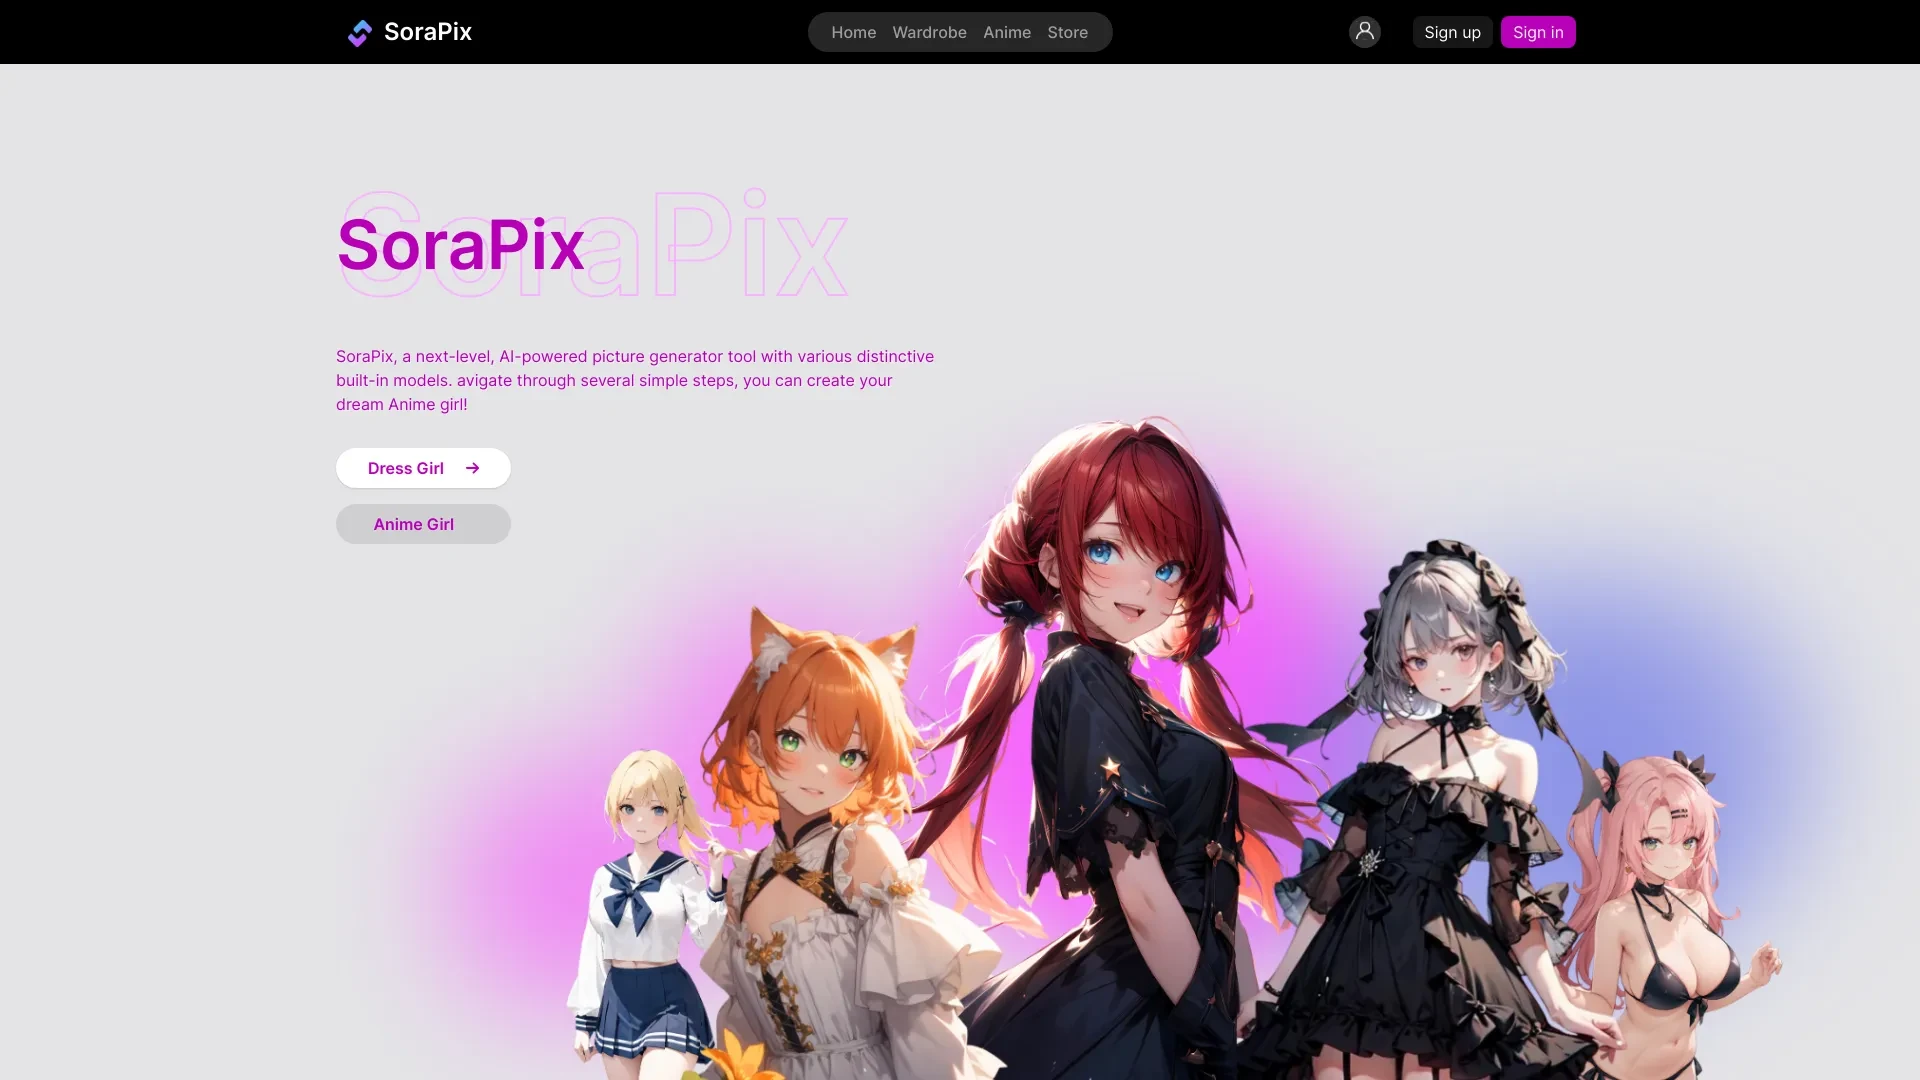 SoraPix
Home Wardrobe Anime Store
Sign up
Sign in
SoraPix
SoraPix
SoraPix, a next-level, AI-powered picture generator tool with various distinctive
built-in models. avigate through several simple steps, you can create your
dream Anime girl!
Dress Girl
Anime Girl